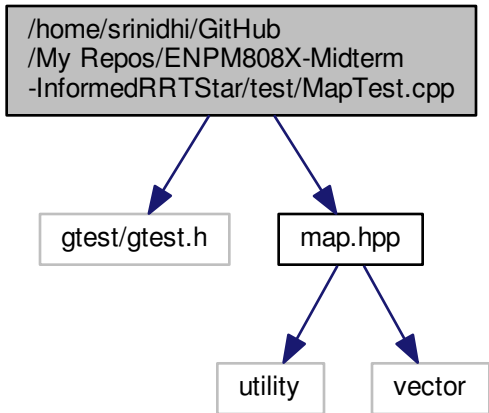 /home/srinidhi/GitHub
/My Repos/ENPM808X-Midterm
-InformedRRTStar/test/MapTest.cpp
gtest/gtest.h
map.hpp
utility
vector